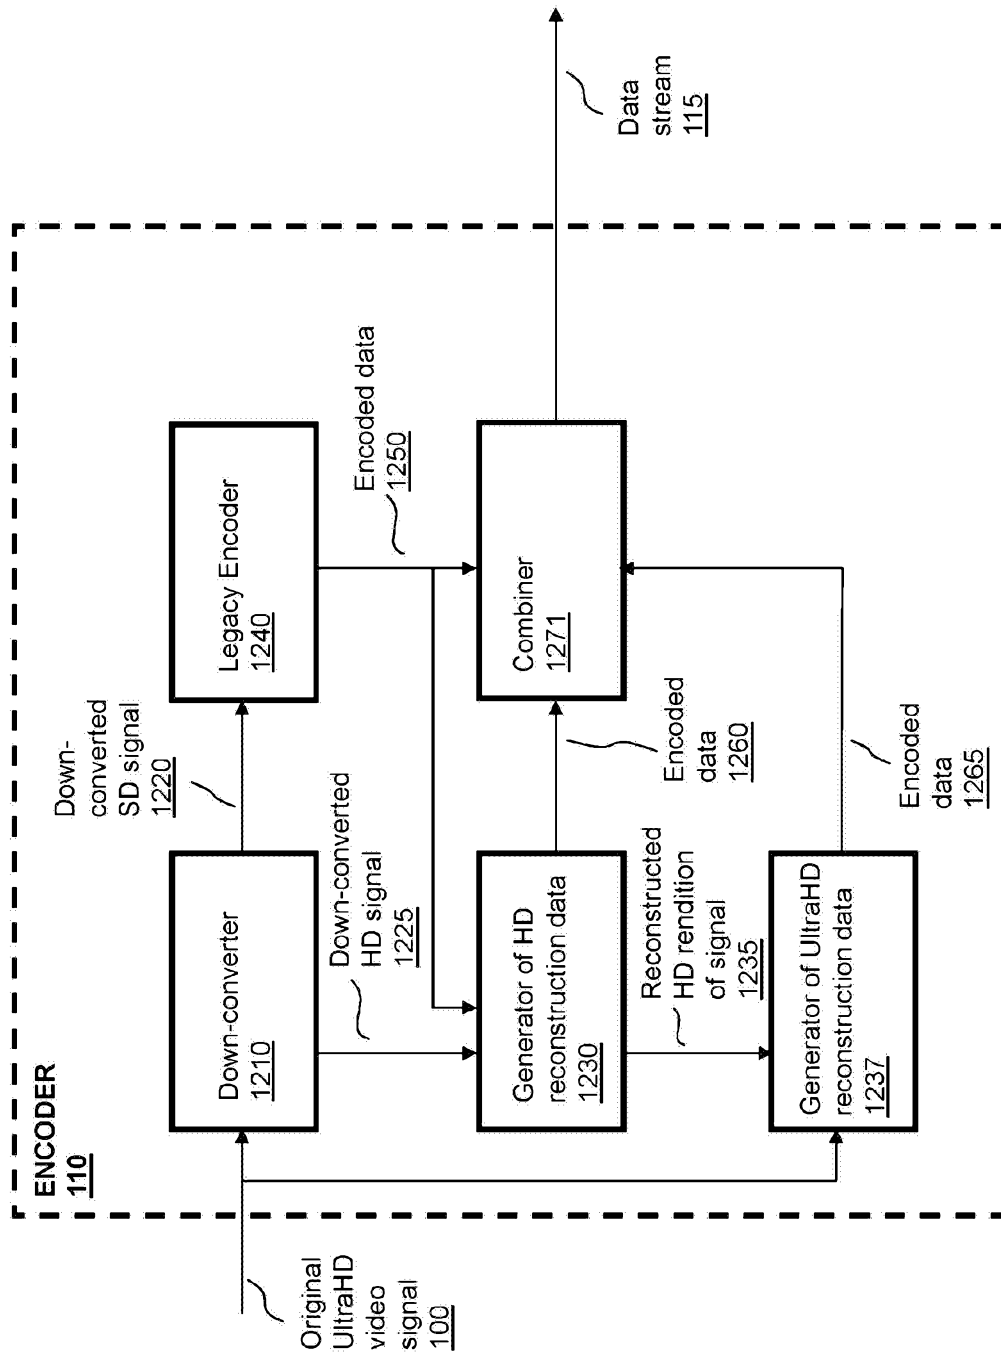 ENCODER
110
Original
UltraHD
video
signal
100
Down-converter
1210
Down-
converted
SD signal
1220
Legacy Encoder
1240
Down-converted
HD signal
1225
Encoded data
1250
Generator of HD
reconstruction data
1230
Encoded
data
1260
Combiner
1271
Data
stream
115
Reconstructed
HD rendition
of signal
1235
Generator of UltraHD
reconstruction data
1237
Encoded
data
1265